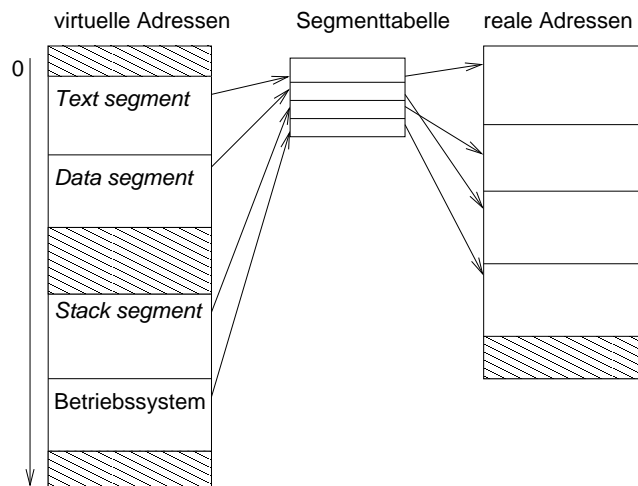 virtuelle Adressen
Segmenttabelle
reale Adressen
0
Text segment
Data segment
Stack segment
Betriebssystem